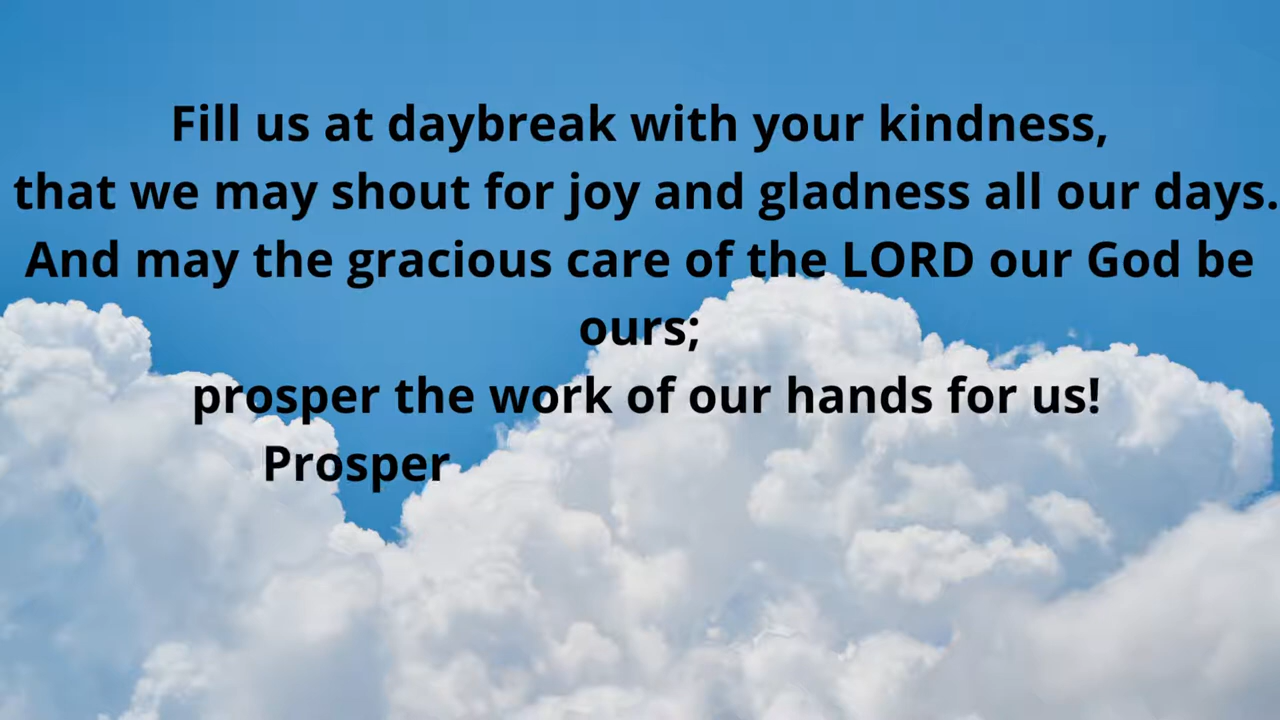 Fill us at daybreak with your kindness,
that we may shout for joy and gladness all our days.
And may the gracious care of the LORD our God be
ours;
prosper the work of our hands for us!
Prosper